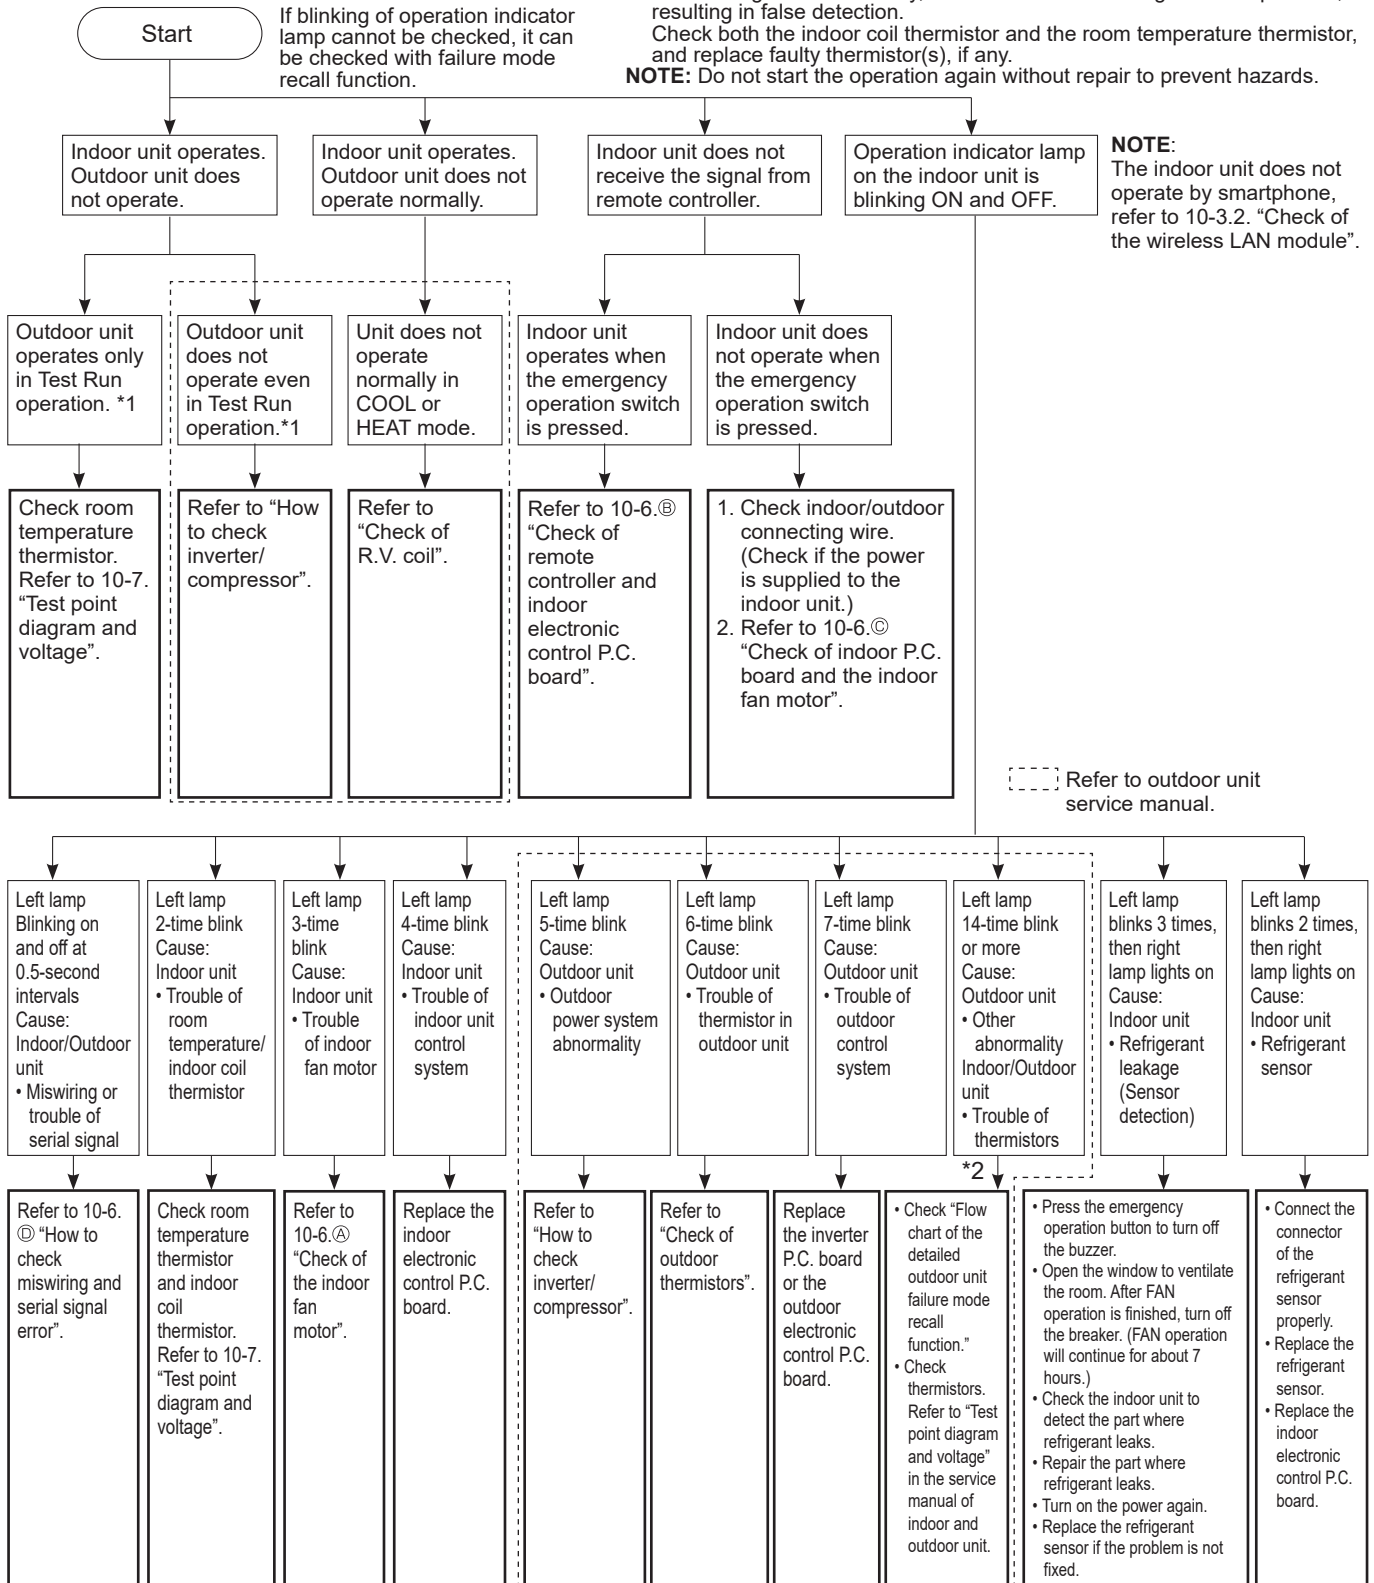 Start
If blinking of operation indicator
lamp cannot be checked, it can
be checked with failure mode
recall function.
resulting in false detection.
Check both the indoor coil thermistor and the room temperature thermistor,
and replace faulty thermistor(s), if any.
NOTE: Do not start the operation again without repair to prevent hazards.
Indoor unit operates.
Outdoor unit does
not operate.
Indoor unit operates.
Outdoor unit does not
operate normally.
Indoor unit does not
receive the signal from
remote controller.
Operation indicator lamp
on the indoor unit is
blinking ON and OFF.
NOTE:
The indoor unit does not
operate by smartphone,
refer to 10-3.2. “Check of
the wireless LAN module”.
Outdoor unit
operates only
in Test Run
operation. *1
Outdoor unit
does not
operate even
in Test Run
operation.*1
Unit does not
operate
normally in
COOL or
HEAT mode.
Indoor unit
operates when
the emergency
operation switch
is pressed.
Indoor unit does
not operate when
the emergency
operation switch
is pressed.
Check room
temperature
thermistor.
Refer to 10-7.
“Test point
diagram and
voltage”.
Refer to “How
to check
inverter/
compressor”.
Refer to
“Check of
R.V. coil”.
Refer to 10-6.Ⓑ
“Check of
remote
controller and
indoor
electronic
control P.C.
board”.
1. Check indoor/outdoor
connecting wire.
(Check if the power
is supplied to the
indoor unit.)
2. Refer to 10-6.Ⓒ
“Check of indoor P.C.
board and the indoor
fan motor”.
Refer to outdoor unit
service manual.
Left lamp
Blinking on
and off at
0.5-second
intervals
Cause:
Indoor/Outdoor
unit
• Miswiring or
trouble of
serial signal
Left lamp
2-time blink
Cause:
Indoor unit
• Trouble of
room
temperature/
indoor coil
thermistor
Left lamp
3-time
blink
Cause:
Indoor unit
• Trouble
of indoor
fan motor
Left lamp
4-time blink
Cause:
Indoor unit
• Trouble of
indoor unit
control
system
Left lamp
5-time blink
Cause:
Outdoor unit
• Outdoor
power system
abnormality
Left lamp
6-time blink
Cause:
Outdoor unit
• Trouble of
thermistor in
outdoor unit
Left lamp
7-time blink
Cause:
Outdoor unit
• Trouble of
outdoor
control
system
Left lamp
14-time blink
or more
Cause:
Outdoor unit
• Other
abnormality
Indoor/Outdoor
unit
• Trouble of
thermistors
*2
Left lamp
blinks 3 times,
then right
lamp lights on
Cause:
Indoor unit
• Refrigerant
leakage
(Sensor
detection)
Left lamp
blinks 2 times,
then right
lamp lights on
Cause:
Indoor unit
• Refrigerant
sensor
Refer to 10-6.
Ⓓ “How to
check
miswiring and
serial signal
error”.
Check room
temperature
thermistor
and indoor
coil
thermistor.
Refer to 10-7.
“Test point
diagram and
voltage”.
Refer to
10-6.Ⓐ
“Check of
the indoor
fan
motor”.
Replace the
indoor
electronic
control P.C.
board.
Refer to
“How to
check
inverter/
compressor”.
Refer to
“Check of
outdoor
thermistors”.
Replace
the inverter
P.C. board
or the
outdoor
electronic
control P.C.
board.
• Check “Flow
chart of the
detailed
outdoor unit
failure mode
recall
function.”
• Check
thermistors.
Refer to “Test
point diagram
and voltage”
in the service
manual of
indoor and
outdoor unit.
• Press the emergency
operation button to turn off
the buzzer.
• Open the window to ventilate
the room. After FAN
operation is finished, turn off
the breaker. (FAN operation
will continue for about 7
hours.)
• Check the indoor unit to
detect the part where
refrigerant leaks.
• Repair the part where
refrigerant leaks.
• Turn on the power again.
• Replace the refrigerant
sensor if the problem is not
fixed.
• Connect the
connector
of the
refrigerant
sensor
properly.
• Replace the
refrigerant
sensor.
• Replace the
indoor
electronic
control P.C.
board.